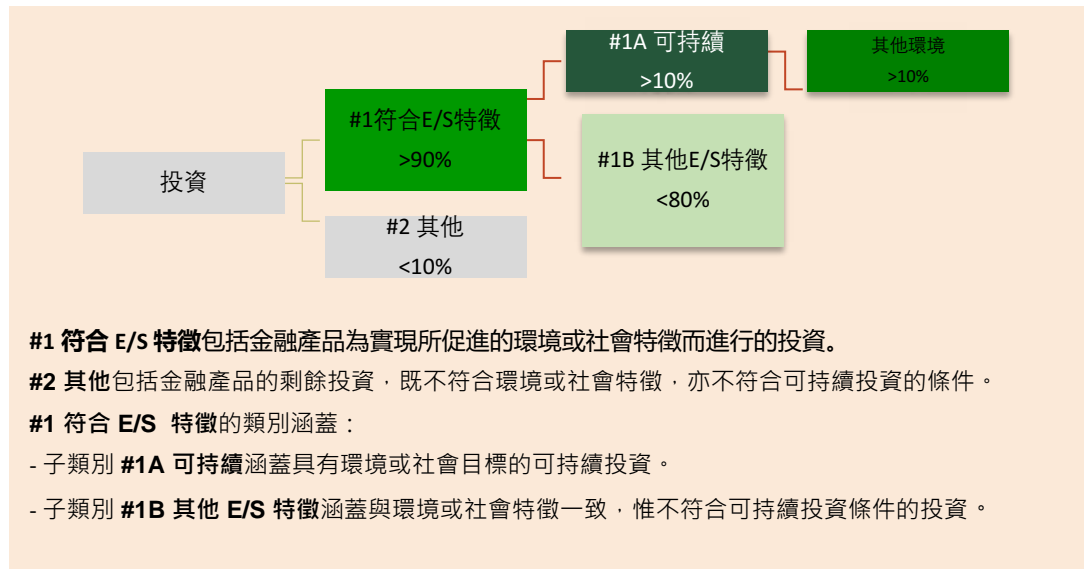 #1A 可持續
>10%
其他環境
>10%
#1符合E/S特徵
>90%
#1B 其他E/S特徵
<80%
投資
#2 其他
<10%
#1 符合 E/S 特徵包括金融產品為實現所促進的環境或社會特徵而進行的投資。
#2 其他包括金融產品的剩餘投資，既不符合環境或社會特徵，亦不符合可持續投資的條件。
#1 符合 E/S 特徵的類別涵蓋：
- 子類別 #1A 可持續涵蓋具有環境或社會目標的可持續投資。
- 子類別 #1B 其他 E/S 特徵涵蓋與環境或社會特徵一致，惟不符合可持續投資條件的投資。